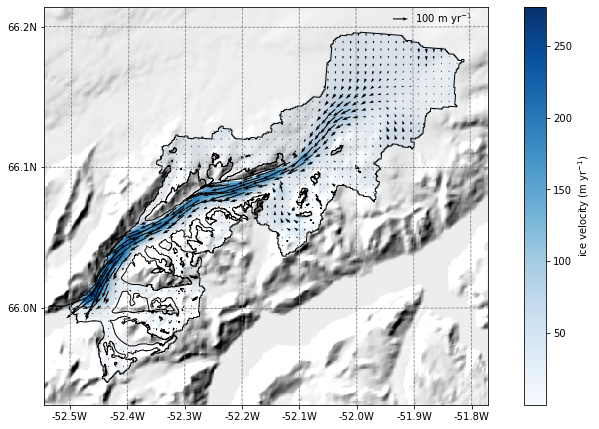 100 m yr⁻¹
66.2N
66.1N
66.0N
-52.5W -52.4W -52.3W -52.2W -52.1W -52.0W -51.9W -51.8W
250
200
150
100
50
ice velocity (m yr⁻¹)